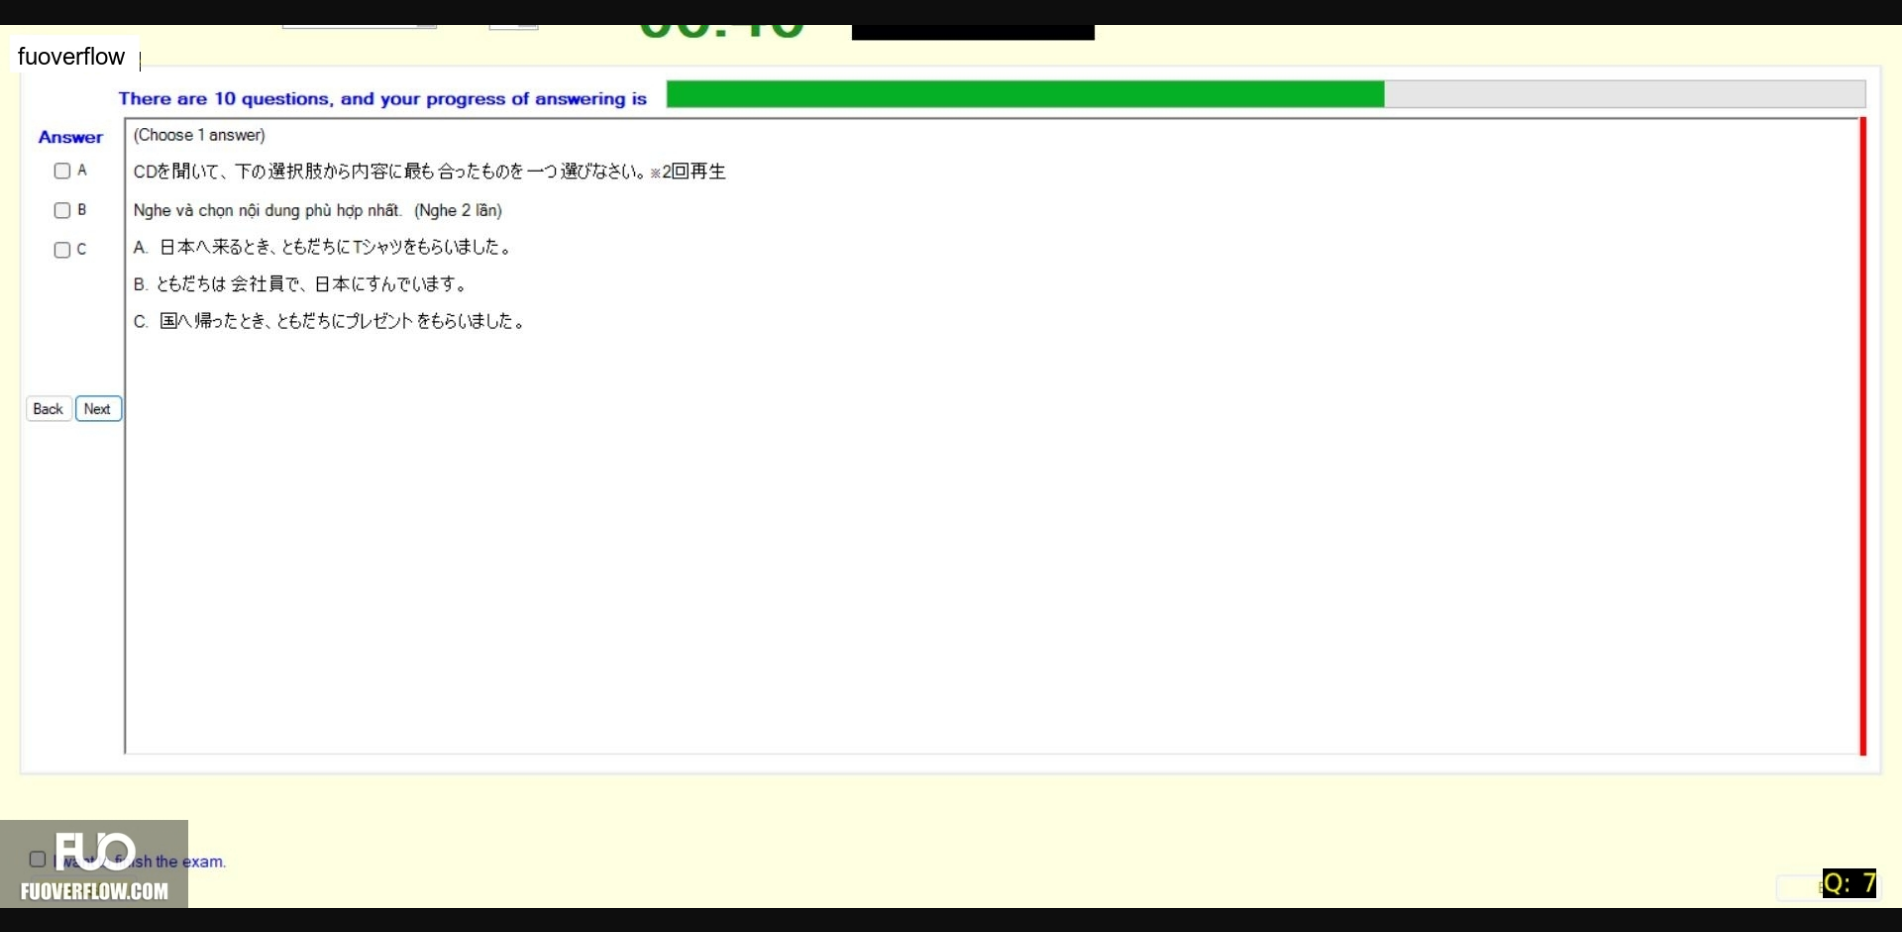 fuoverflow
There are 10 questions, and your progress of answering is
Answer
(Choose 1 answer)
A
CDを聞いて、下の選択肢から内容に最も合ったものを一つ選びなさい。※2回再生
B
Nghe và chọn nội dung phù hợp nhất. (Nghe 2 lần)
C
A. 日本へ来るとき、ともだちにTシャツをもらいました。
B. ともだちは会社員で、日本にすんでいます。
C. 国へ帰ったとき、ともだちにプレゼントをもらいました。
Back Next
FUO
I want finish the exam.
FUOVERFLOW.COM
Q: 7